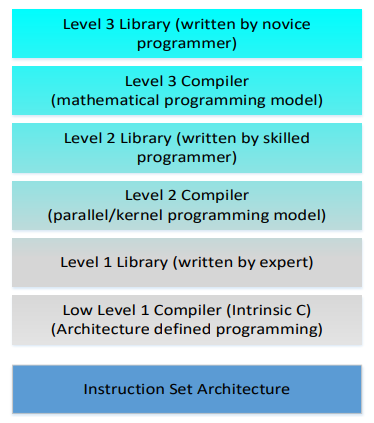 Level 3 Library (written by novice
programmer)
Level 3 Compiler
(mathematical programming model)
Level 2 Library (written by skilled
programmer)
Level 2 Compiler
(parallel/kernel programming model)
Level 1 Library (written by expert)
Low Level 1 Compiler (Intrinsic C)
(Architecture defined programming)
Instruction Set Architecture